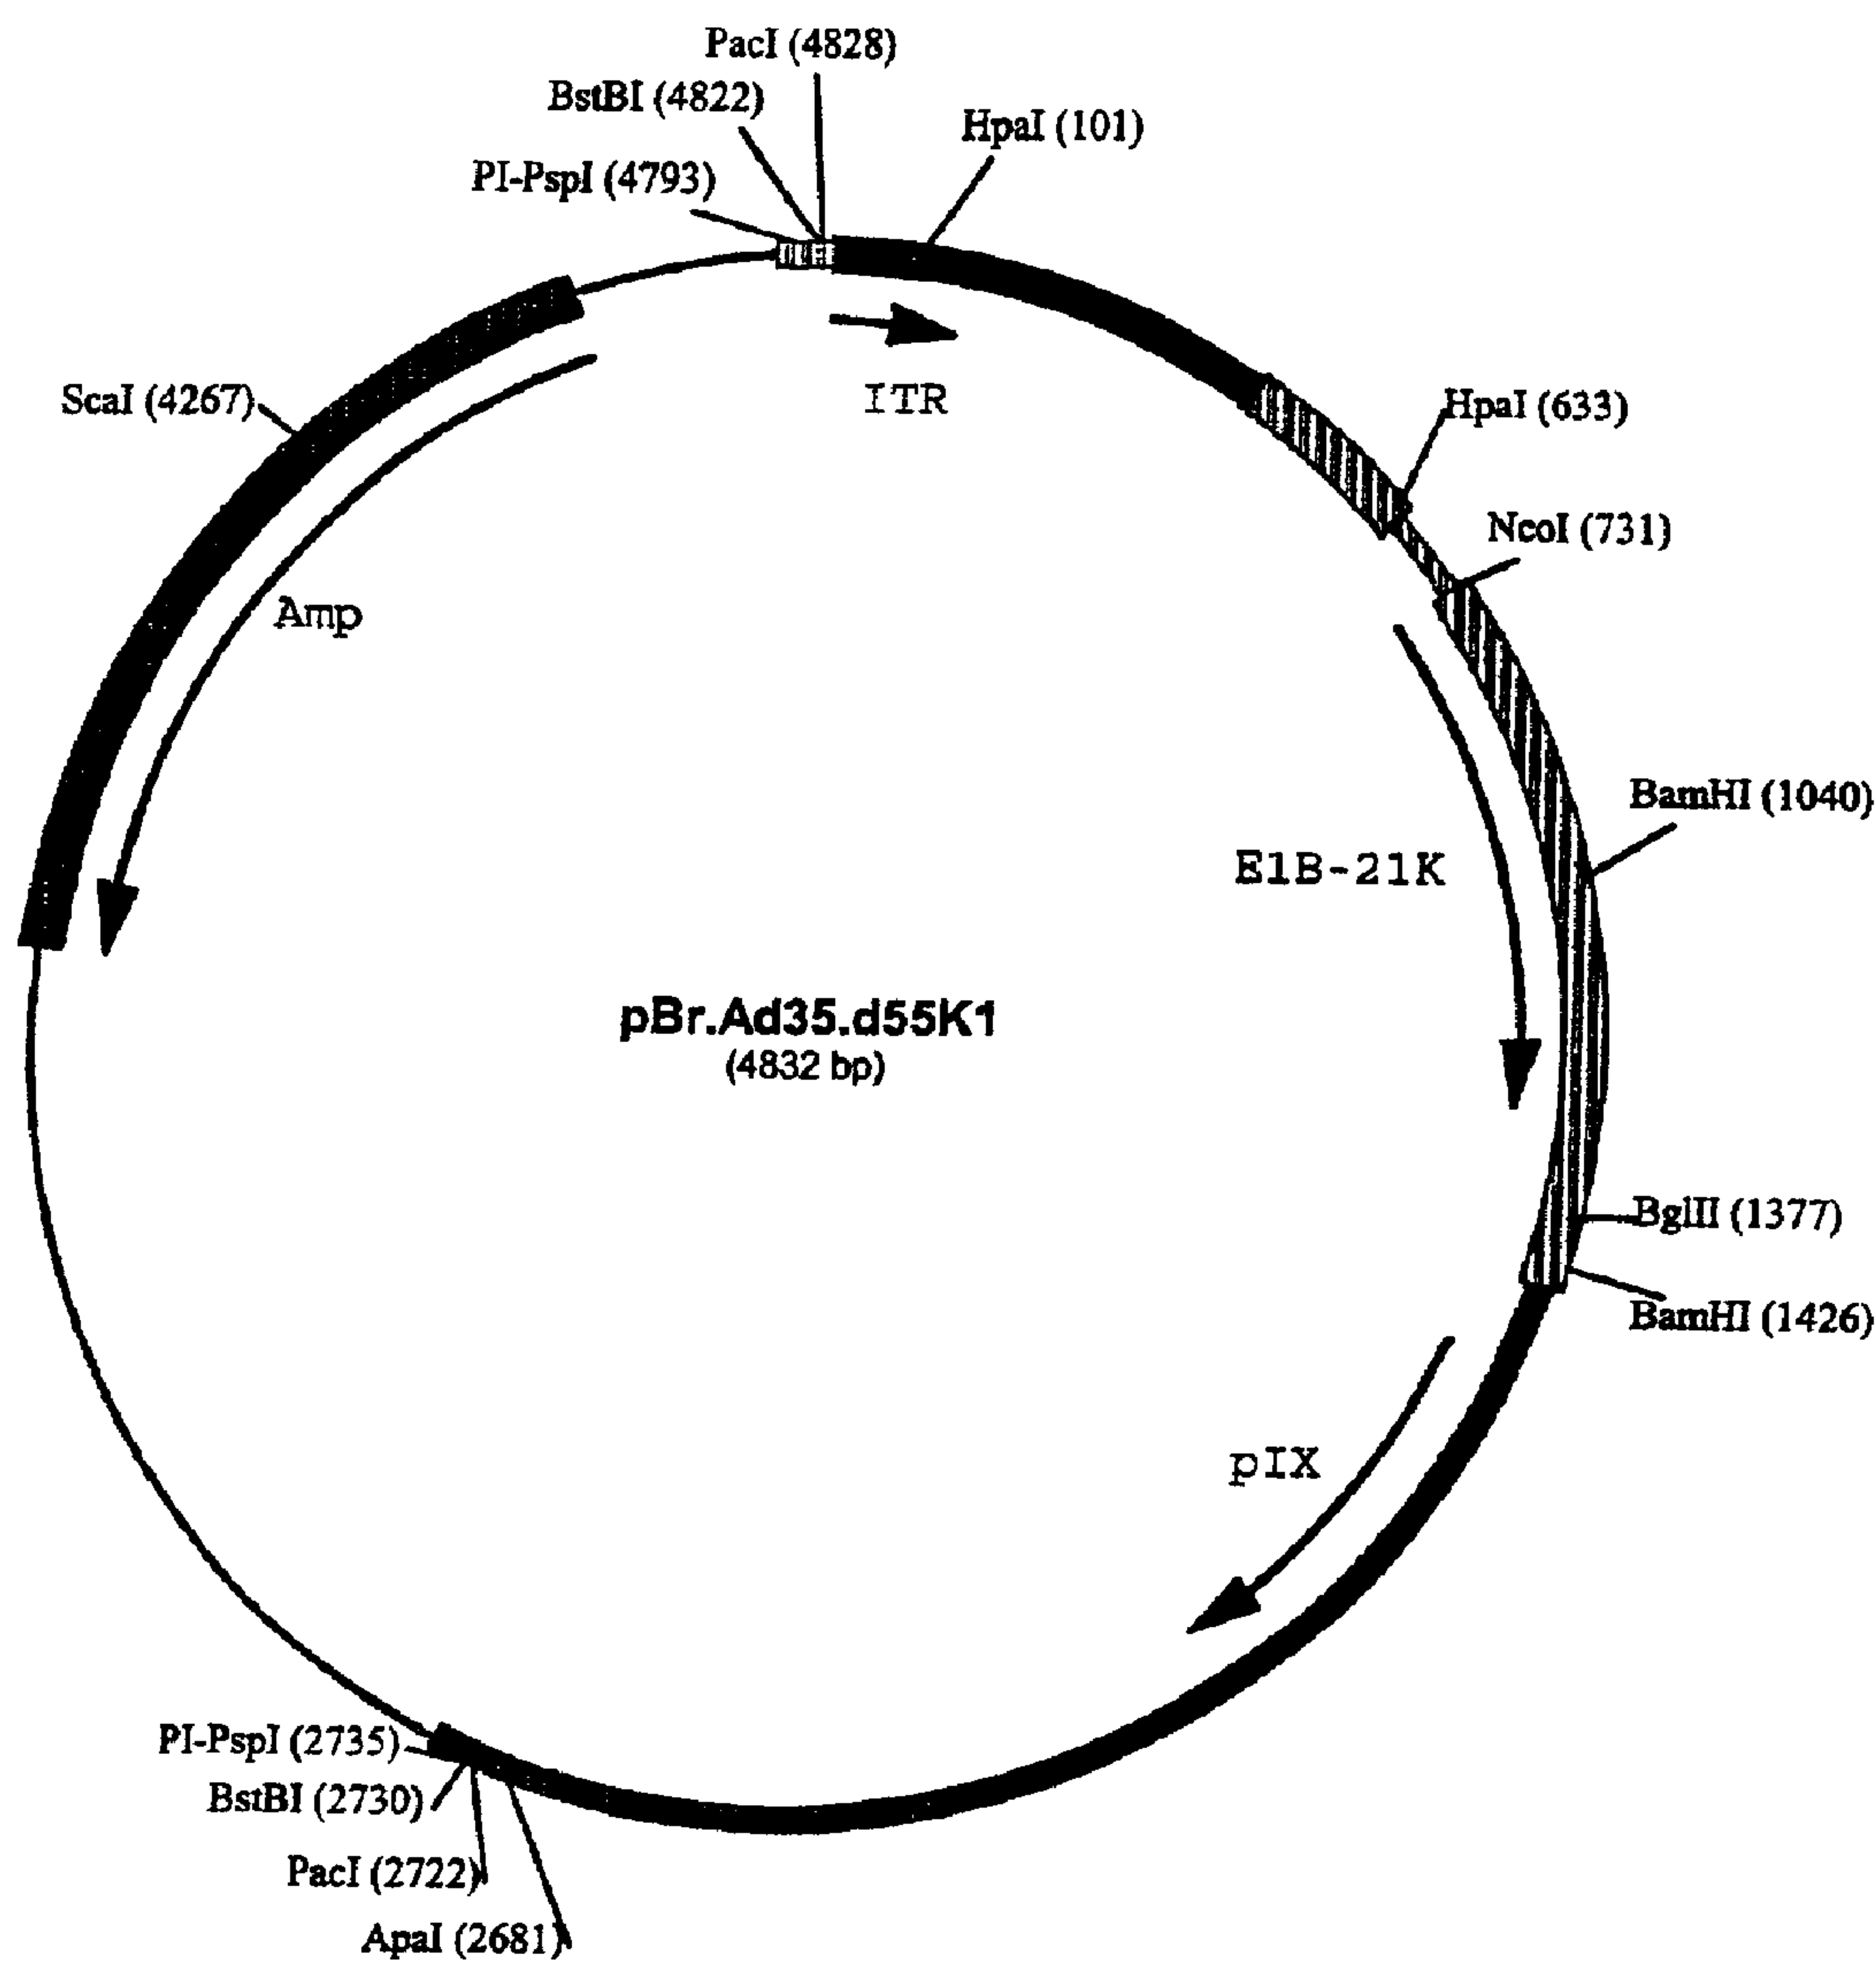 PacI (4828)
BstBI (4822)
HpaI (101)
PI-PspI (4793)
ScaI (4267)
ITR
HpaI (633)
NcoI (731)
Amp
BamHI (1040)
E1B-21K
pBr.Ad35.d55K1
(4832 bp)
BglII (1377)
BamHI (1426)
pIX
PI-PspI (2735)
BstBI (2730)
PacI (2722)
ApaI (2681)